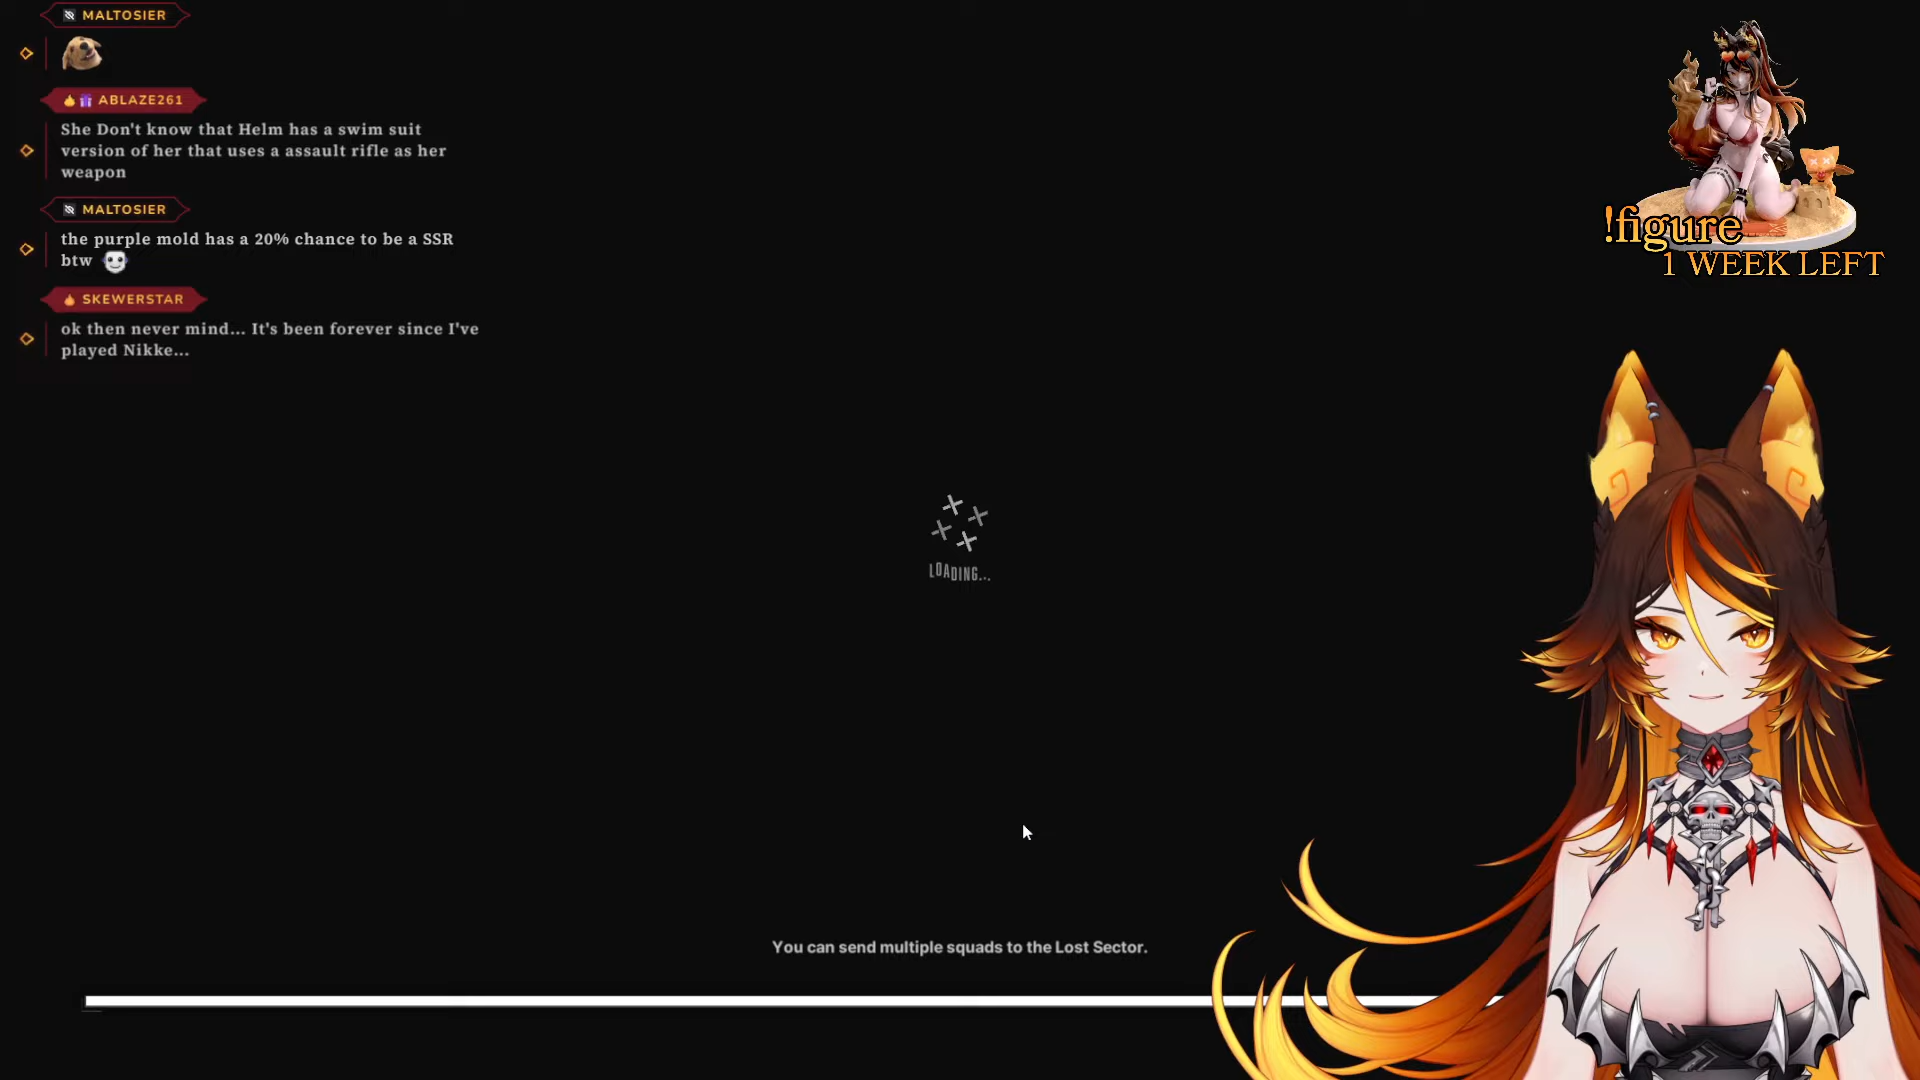 MALTOSIER
ABLAZE261
She Don't know that Helm has a swim suit
version of her that uses a assault rifle as her
weapon
MALTOSIER
the purple mold has a 20% chance to be a SSR
btw
SKEWERSTAR
ok then never mind... It's been forever since I've
played Nikke...
!figure
1 WEEK LEFT
LOADING...
You can send multiple squads to the Lost Sector.